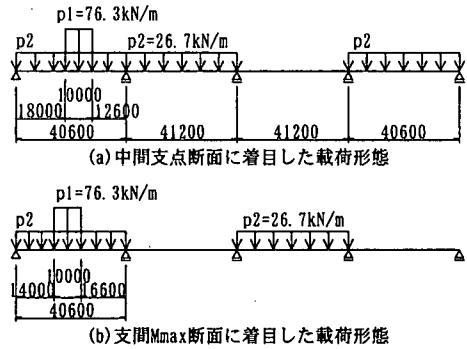 p1=76.3kN/m
p2
p2=26.7kN/m
p2
10000
18000
12600
40600
41200
41200
40600
(a)中間支点断面に着目した載荷形態
p1=76.3kN/m
p2
p2=26.7kN/m
10000
14000
16600
40600
(b)支間Mmax断面に着目した載荷形態